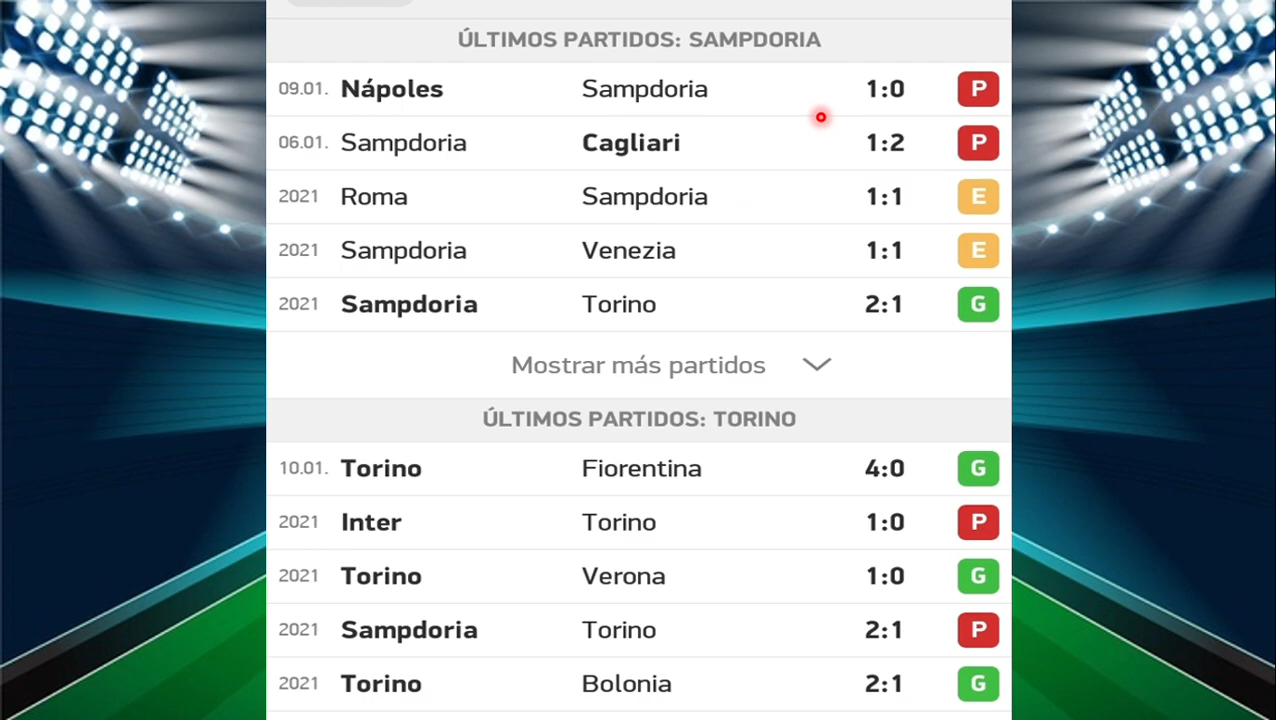 ÚLTIMOS PARTIDOS: SAMPDORIA
09.01. Nápoles Sampdoria 1:0 P
06.01. Sampdoria Cagliari 1:2 P
2021 Roma Sampdoria 1:1 E
2021 Sampdoria Venezia 1:1 E
2021 Sampdoria Torino 2:1 G
Mostrar más partidos
ÚLTIMOS PARTIDOS: TORINO
10.01. Torino Fiorentina 4:0 G
2021 Inter Torino 1:0 P
2021 Torino Verona 1:0 G
2021 Sampdoria Torino 2:1 P
2021 Torino Bolonia 2:1 G